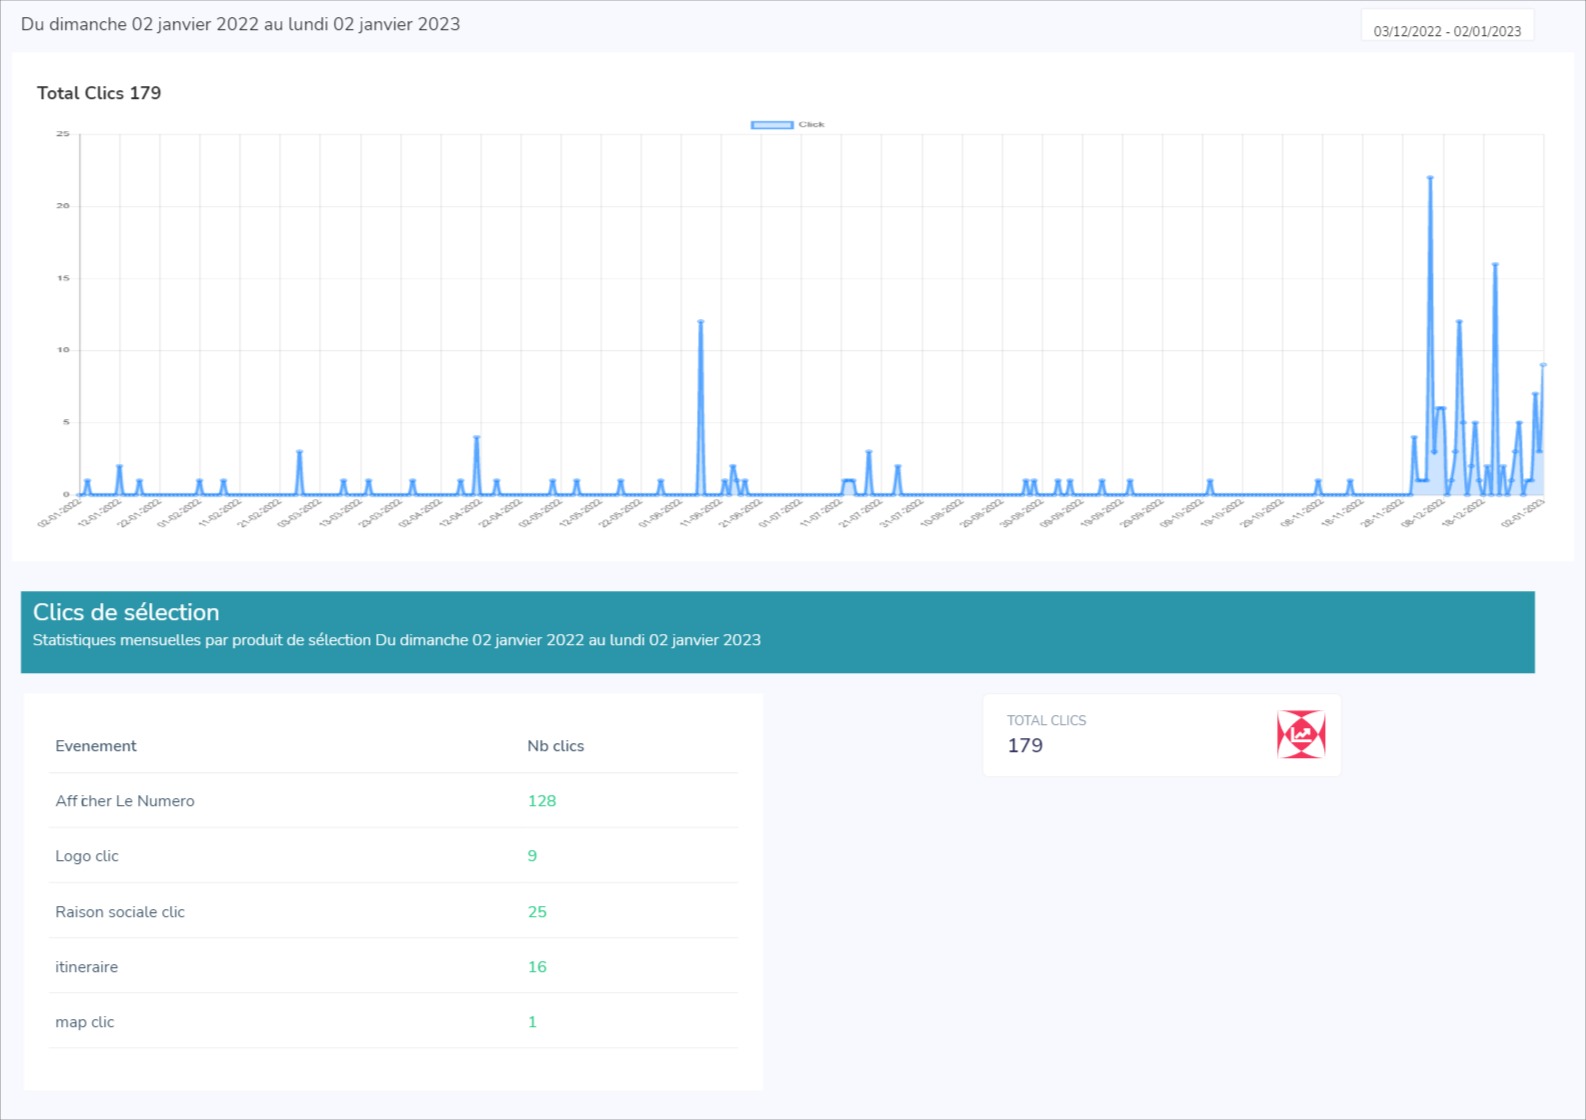 Du dimanche 02 janvier 2022 au lundi 02 janvier 2023
03/12/2022 - 02/01/2023
Total Clics 179
Click
25
20
15
10
5
0
02-01-2022 12-01-2022 22-01-2022 01-02-2022 11-02-2022 21-02-2022 03-03-2022 13-03-2022 23-03-2022 02-04-2022 12-04-2022 22-04-2022 02-05-2022 12-05-2022 22-05-2022 01-06-2022 11-06-2022 21-06-2022 01-07-2022 11-07-2022 21-07-2022 31-07-2022 10-08-2022 20-08-2022 30-08-2022 09-09-2022 19-09-2022 29-09-2022 09-10-2022 19-10-2022 29-10-2022 08-11-2022 18-11-2022 28-11-2022 08-12-2022 18-12-2022 02-01-2023
Clics de sélection
Statistiques mensuelles par produit de sélection Du dimanche 02 janvier 2022 au lundi 02 janvier 2023
Evenement Nb clics
Afficher Le Numero 128
Logo clic 9
Raison sociale clic 25
itineraire 16
map clic 1
TOTAL CLICS
179